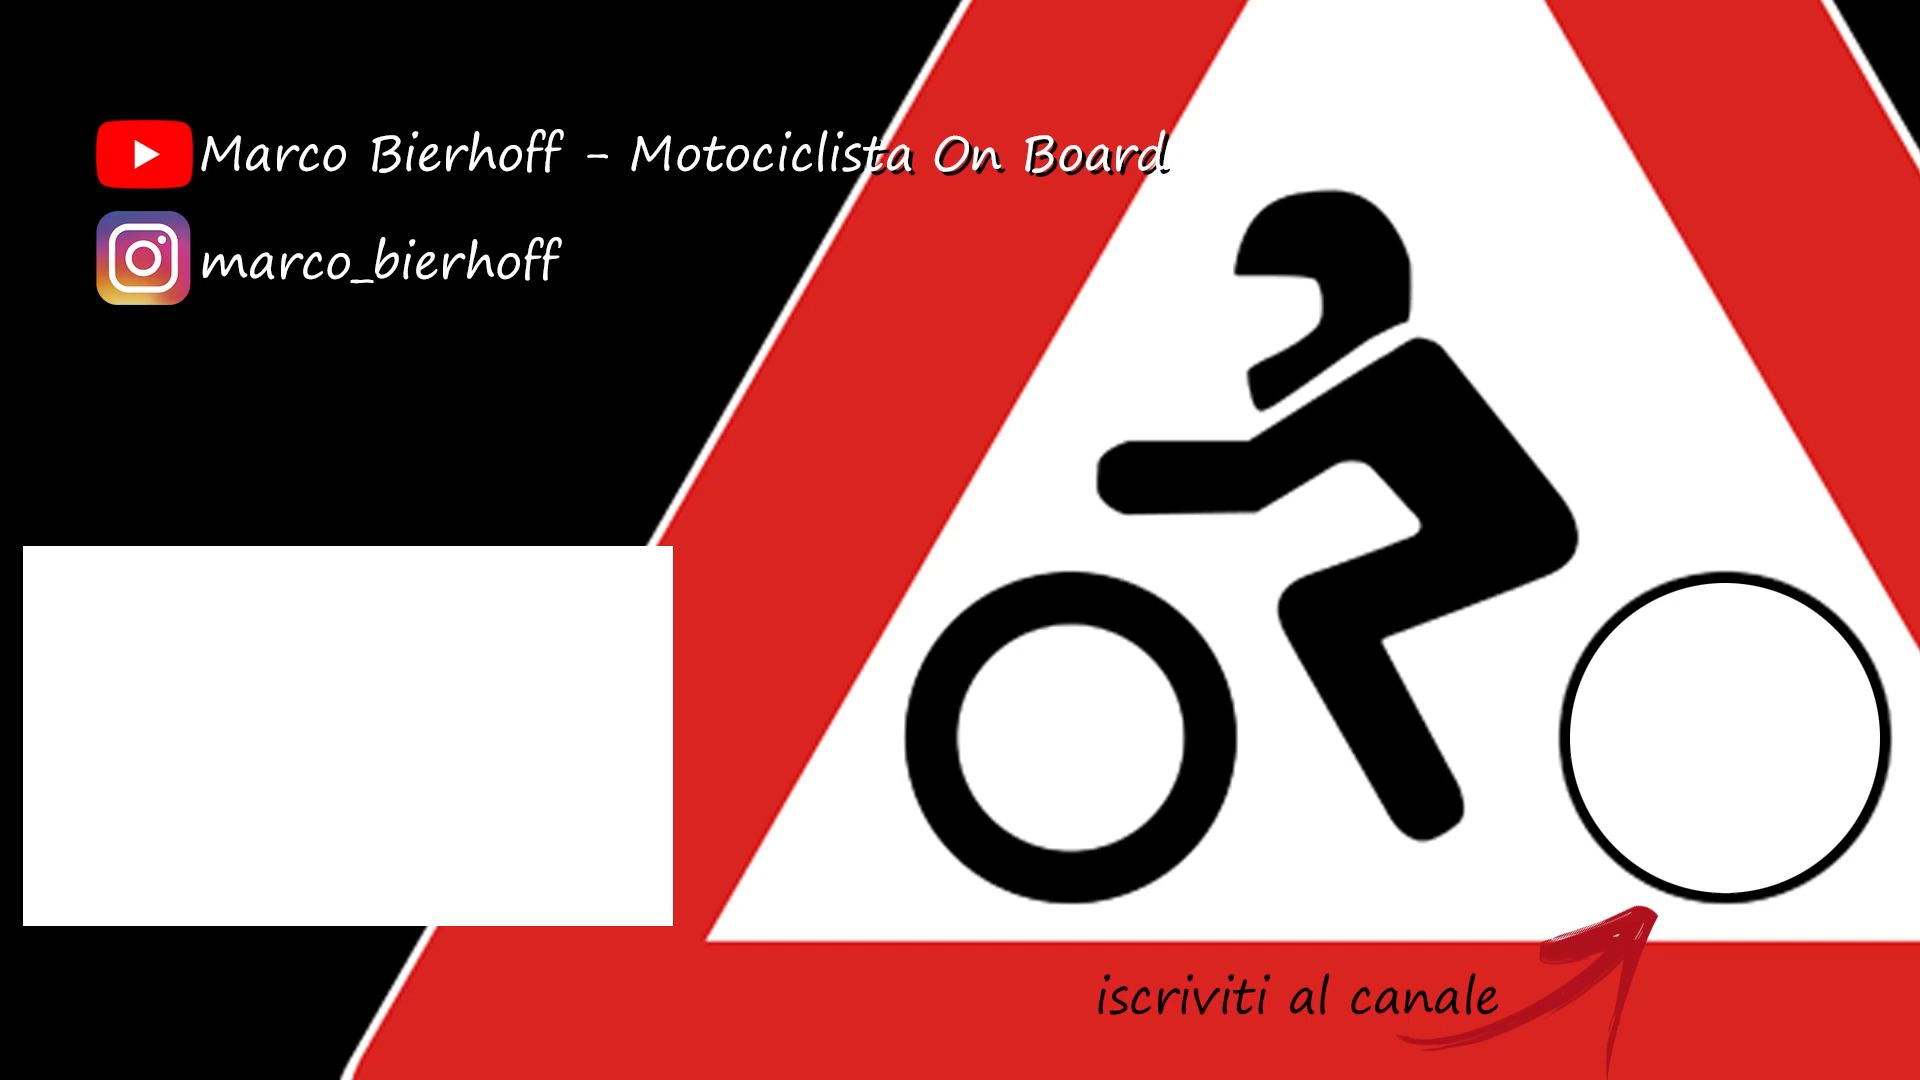 Marco Bierhoff - Motociclista On Board
marco_bierhoff
iscriviti al canale